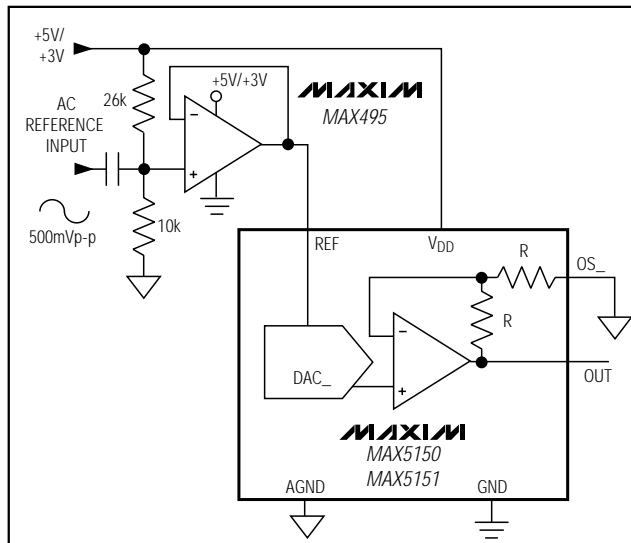 +5V/
+3V
26k
+5V/+3V
MAXIM
MAX495
AC
REFERENCE
INPUT
−
+
10k
500mVp-p
REF
VDD
R
OS_
R
−
+
DAC_
OUT
MAXIM
MAX5150
MAX5151
AGND
GND